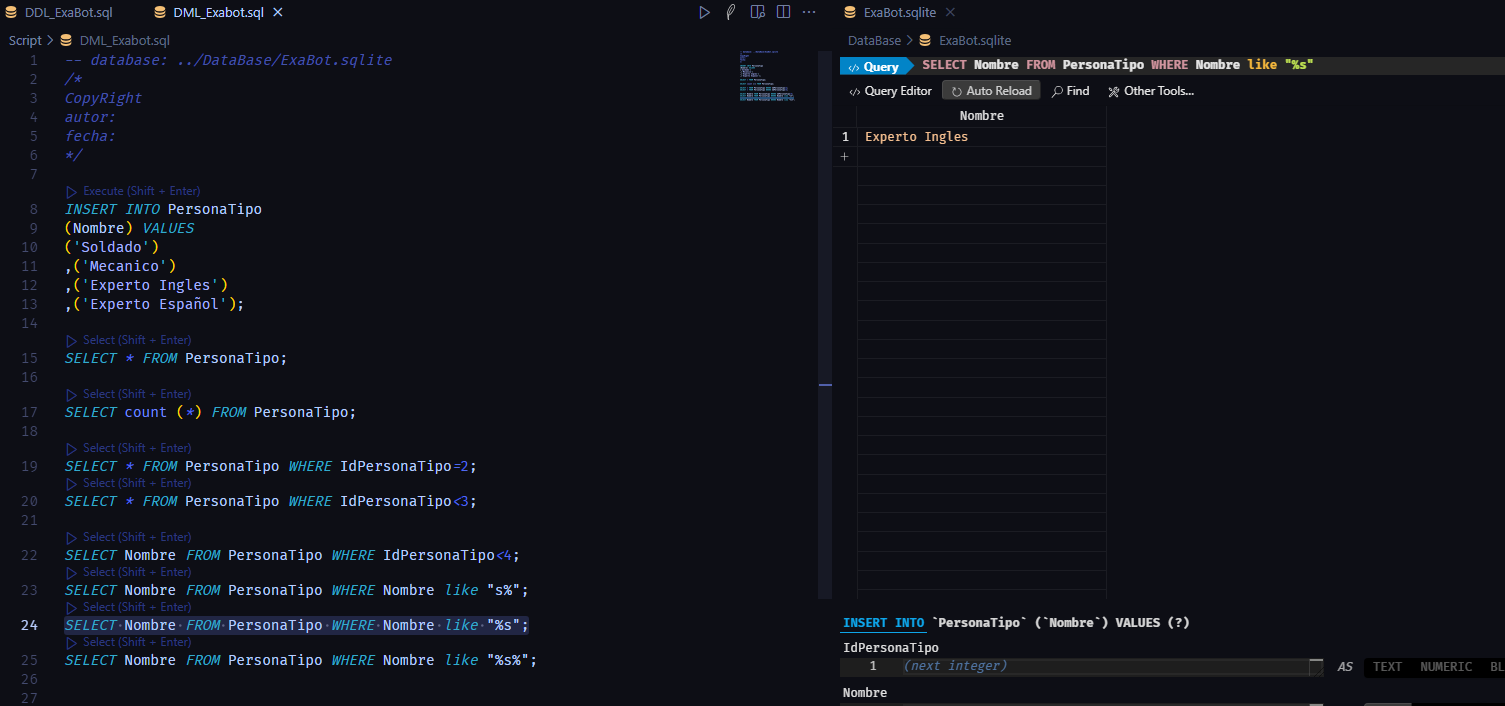 DDL_ExaBot.sql DML_Exabot.sql
Script > DML_Exabot.sql
1 -- database: ../DataBase/ExaBot.sqlite
2 /*
3 CopyRight
4 autor:
5 fecha:
6 */
7
Execute (Shift + Enter)
8 INSERT INTO PersonaTipo
9 (Nombre) VALUES
10 ('Soldado')
11 ,('Mecanico')
12 ,('Experto Ingles')
13 ,('Experto Español');
14
Select (Shift + Enter)
15 SELECT * FROM PersonaTipo;
16
Select (Shift + Enter)
17 SELECT count (*) FROM PersonaTipo;
18
Select (Shift + Enter)
19 SELECT * FROM PersonaTipo WHERE IdPersonaTipo=2;
Select (Shift + Enter)
20 SELECT * FROM PersonaTipo WHERE IdPersonaTipo<3;
21
Select (Shift + Enter)
22 SELECT Nombre FROM PersonaTipo WHERE IdPersonaTipo<4;
Select (Shift + Enter)
23 SELECT Nombre FROM PersonaTipo WHERE Nombre like "s%";
Select (Shift + Enter)
24 SELECT Nombre FROM PersonaTipo WHERE Nombre like "%s";
Select (Shift + Enter)
25 SELECT Nombre FROM PersonaTipo WHERE Nombre like "%s%";
26
27
ExaBot.sqlite
DataBase > ExaBot.sqlite
Query SELECT Nombre FROM PersonaTipo WHERE Nombre like "%s"
Query Editor Auto Reload Find Other Tools...
Nombre
1 Experto Ingles
+
INSERT INTO `PersonaTipo` (`Nombre`) VALUES (?)
IdPersonaTipo
1 (next integer) AS TEXT NUMERIC BL
Nombre